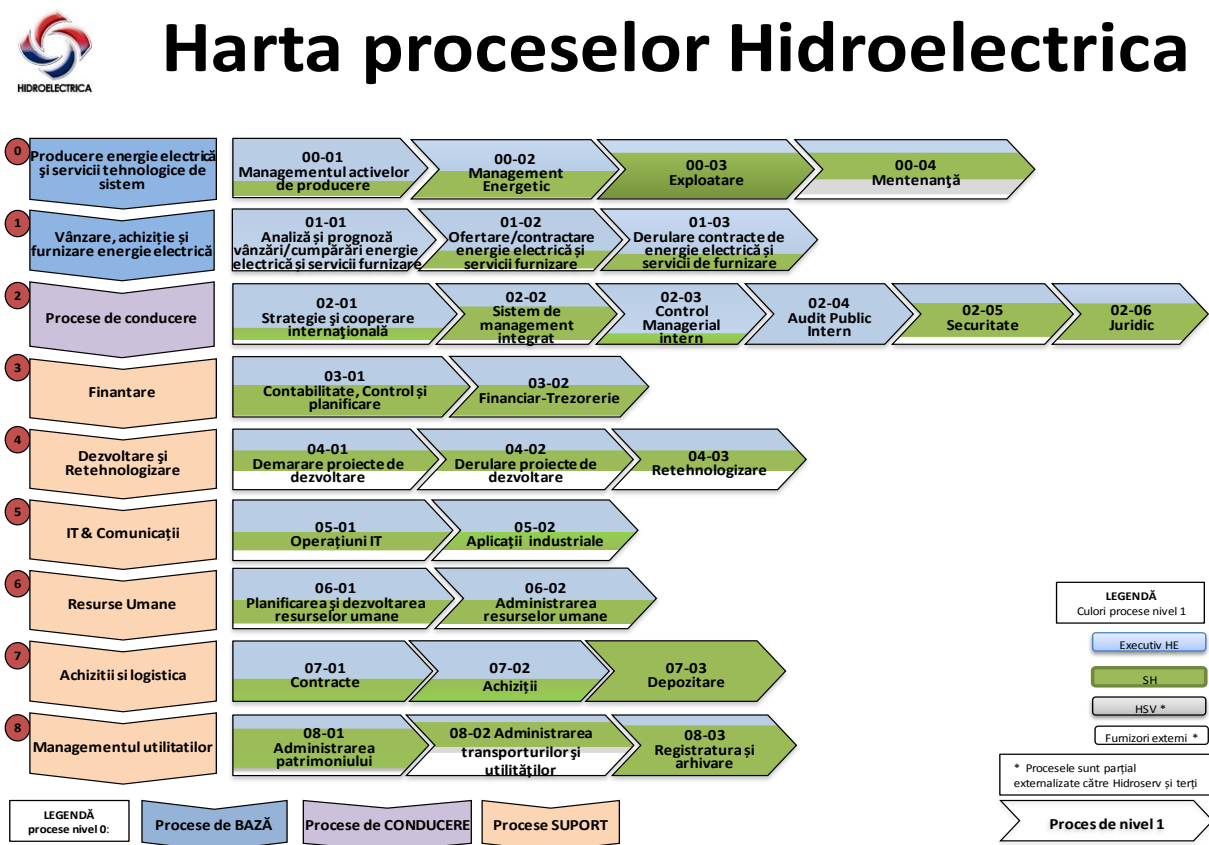 HIDROELECTRICA
Harta proceselor Hidroelectrica
0
Producere energie electrică
şi servicii tehnologice de
sistem
00-01
Managementul activelor
de producere
00-02
Management
Energetic
00-03
Exploatare
00-04
Mentenanţă
1
Vânzare, achiziție și
furnizare energie electrică
01-01
Analiză și prognoză
vânzări/cumpărări energie
electrică și servicii furnizare
01-02
Ofertare/contractare
energie electrică și
servicii furnizare
01-03
Derulare contracte de
energie electrică și
servicii de furnizare
2
Procese de conducere
02-01
Strategie şi cooperare
internaţională
02-02
Sistem de
management
integrat
02-03
Control
Managerial
intern
02-04
Audit Public
Intern
02-05
Securitate
02-06
Juridic
3
Finantare
03-01
Contabilitate, Control și
planificare
03-02
Financiar-Trezorerie
4
Dezvoltare şi
Retehnologizare
04-01
Demarare proiecte de
dezvoltare
04-02
Derulare proiecte de
dezvoltare
04-03
Retehnologizare
5
IT & Comunicații
05-01
Operațiuni IT
05-02
Aplicații industriale
6
Resurse Umane
06-01
Planificarea şi dezvoltarea
resurselor umane
06-02
Administrarea
resurselor umane
7
Achizitii si logistica
07-01
Contracte
07-02
Achiziții
07-03
Depozitare
8
Managementul utilitatilor
08-01
Administrarea
patrimoniului
08-02 Administrarea
transporturilor şi
utilităţilor
08-03
Registratura și
arhivare
LEGENDĂ
Culori procese nivel 1
Executiv HE
SH
HSV *
Furnizori externi *
* Procesele sunt parțial
externalizate către Hidroserv și terți
Proces de nivel 1
LEGENDĂ
procese nivel 0:
Procese de BAZĂ
Procese de CONDUCERE
Procese SUPORT